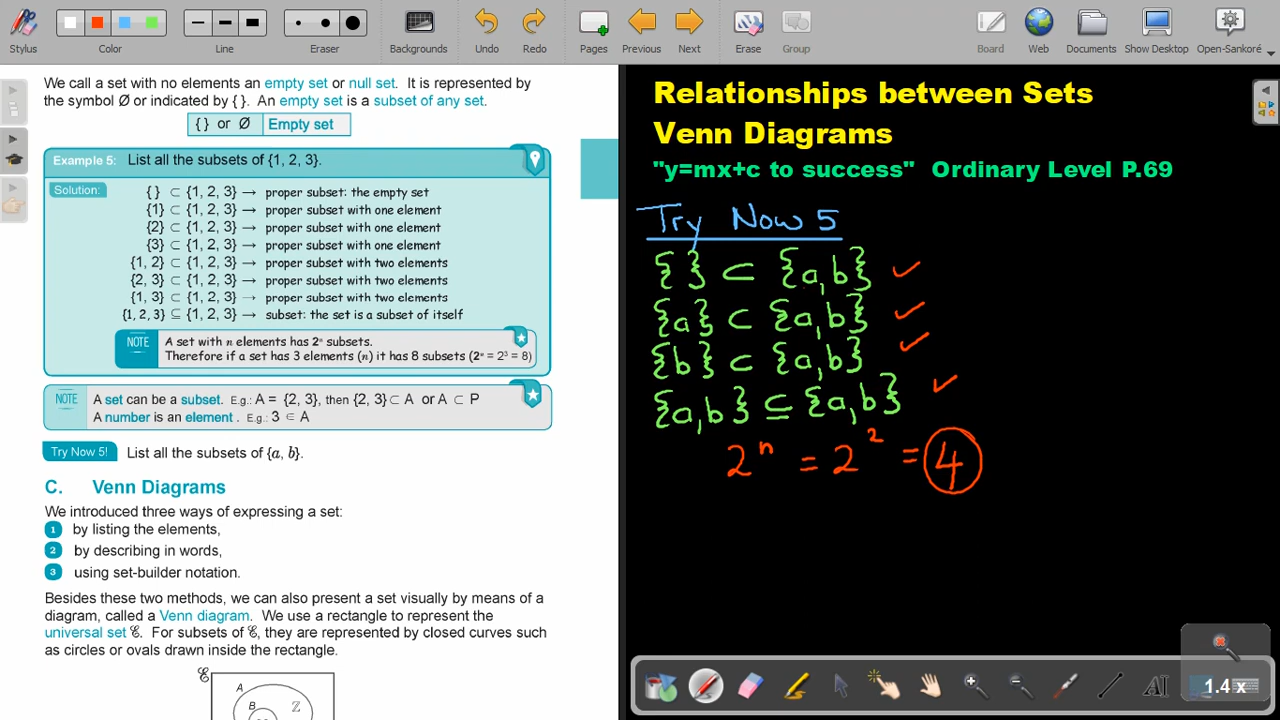 Stylus Color Line Eraser Backgrounds Undo Redo Pages Previous Next Erase Group Board Web Documents Show Desktop Open-Sankoré
We call a set with no elements an empty set or null set. It is represented by
the symbol Ø or indicated by { }. An empty set is a subset of any set.
{ } or Ø Empty set
Example 5: List all the subsets of {1, 2, 3}.
Solution: { } ⊂ {1, 2, 3} → proper subset: the empty set
{1} ⊂ {1, 2, 3} → proper subset with one element
{2} ⊂ {1, 2, 3} → proper subset with one element
{3} ⊂ {1, 2, 3} → proper subset with one element
{1, 2} ⊂ {1, 2, 3} → proper subset with two elements
{2, 3} ⊂ {1, 2, 3} → proper subset with two elements
{1, 3} ⊂ {1, 2, 3} → proper subset with two elements
{1, 2, 3} ⊆ {1, 2, 3} → subset: the set is a subset of itself
NOTE A set with n elements has 2ⁿ subsets.
Therefore if a set has 3 elements (n) it has 8 subsets (2ⁿ = 2³ = 8)
NOTE A set can be a subset. E.g.: A = {2, 3}, then {2, 3} ⊂ A or A ⊂ P
A number is an element . E.g.: 3 ∈ A
Try Now 5! List all the subsets of {a, b}.
C. Venn Diagrams
We introduced three ways of expressing a set:
1 by listing the elements,
2 by describing in words,
3 using set-builder notation.
Besides these two methods, we can also present a set visually by means of a
diagram, called a Venn diagram. We use a rectangle to represent the
universal set ℰ. For subsets of ℰ, they are represented by closed curves such
as circles or ovals drawn inside the rectangle.
ℰ
A
B ℤ
Relationships between Sets
Venn Diagrams
"y=mx+c to success" Ordinary Level P.69
Try Now 5
{ } ⊂ {a,b} ✓
{a} ⊂ {a,b} ✓
{b} ⊂ {a,b} ✓
{a,b} ⊆ {a,b} ✓
2ⁿ = 2² = 4
1.4 x